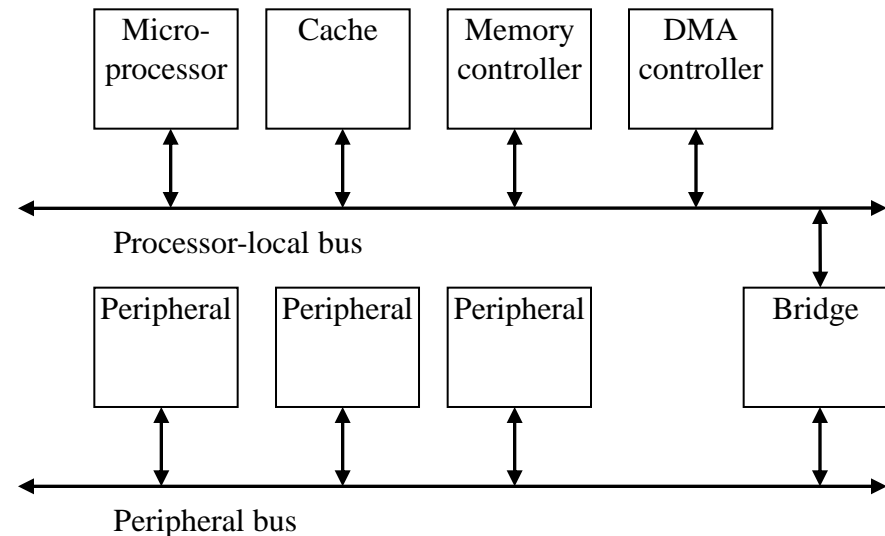 Micro-
processor
Cache
Memory
controller
DMA
controller
Processor-local bus
Peripheral
Peripheral
Peripheral
Bridge
Peripheral bus